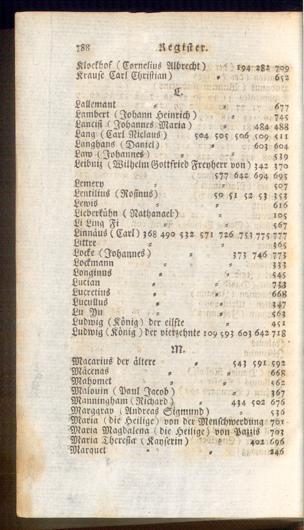 788 Register.
Klockhof (Cornelius Albrecht) 194 282 709
Krause Carl Christian) 652
L.
Lallemant 677
Lambert (Johann Heinrich) 745
Lancisi (Johannes Maria) 484 488
Lang (Carl Niclaus) 504 505 506 509 511
Langhans (Daniel) 603 604
Law (Johannes) 539
Leibniz (Wilhelm Gottfried Freyherr von) 342 370
577 642 694 695
Lemery 507
Lentilius (Rosinus) 50 51 52 53 353
Lewis 616
Lieberkühn (Nathanael) 105
Li Ling Fi 567
Linnäus (Carl) 368 490 532 571 726 753 775 777
Littre 365
Locke (Johannes) 373 746 773
Lockmann 333
Longinus 545
Lucian 733
Lucretius 668
Lucullus 347
Lu Yu 563
Ludwig (König) der eilfte 451
Ludwig (König) der vierzehnte 109 593 603 642 718
M.
Macarius der ältere 543 591 592
Mäcenas 668
Mahomet 562
Malouin (Paul Jacob) 367
Manningham (Richard) 434 502 676
Marggrav (Andreas Sigmund) 536
Maria (die Heilige) von der Menschwerdung 701
Maria Magdalena (die Heilige) von Pazzis 703
Maria Theresia (Kayserin) 402 696
Marquet 246